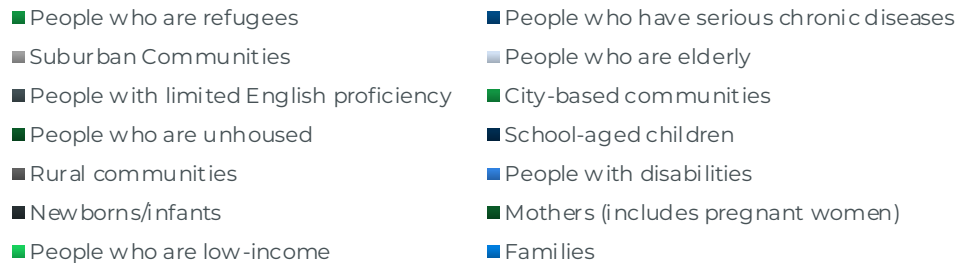 People who are refugees
People who have serious chronic diseases
Suburban Communities
People who are elderly
People with limited English proficiency
City-based communities
People who are unhoused
School-aged children
Rural communities
People with disabilities
Newborns/infants
Mothers (includes pregnant women)
People who are low-income
Families